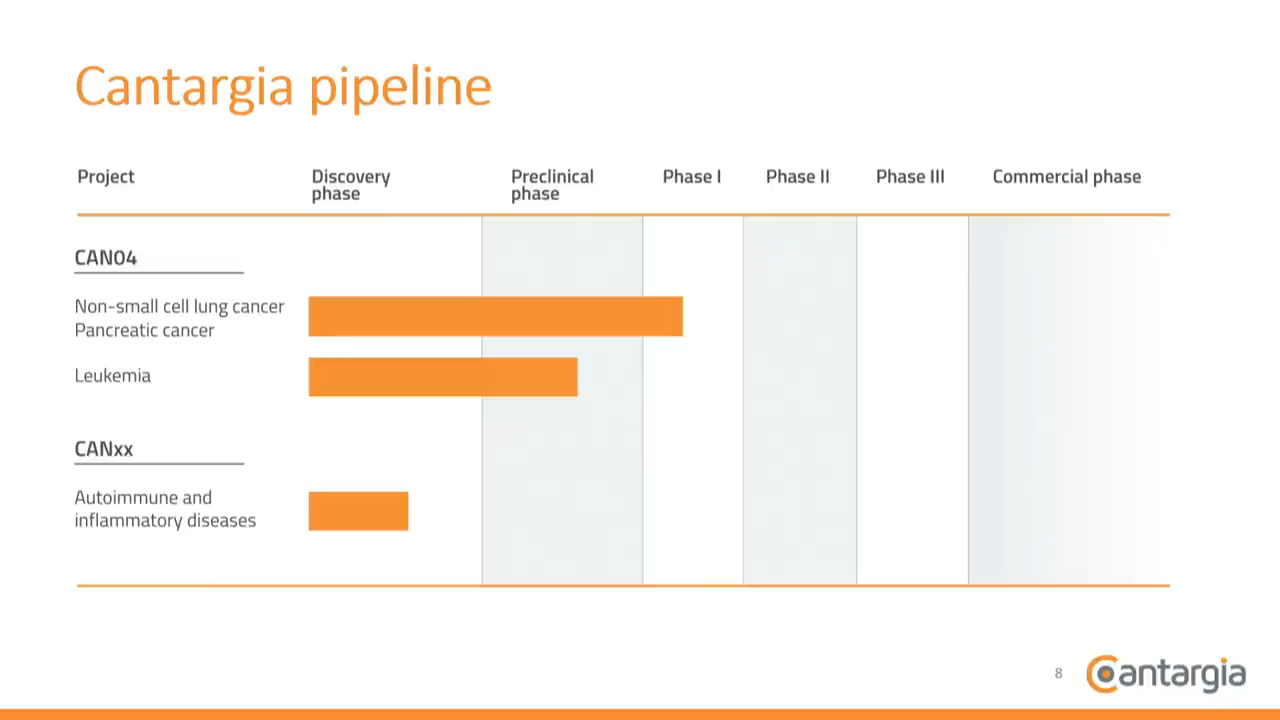 Cantargia pipeline
Project
Discovery
phase
Preclinical
phase
Phase I
Phase II
Phase III
Commercial phase
CAN04
Non-small cell lung cancer
Pancreatic cancer
Leukemia
CANxx
Autoimmune and
inflammatory diseases
8
Cantargia